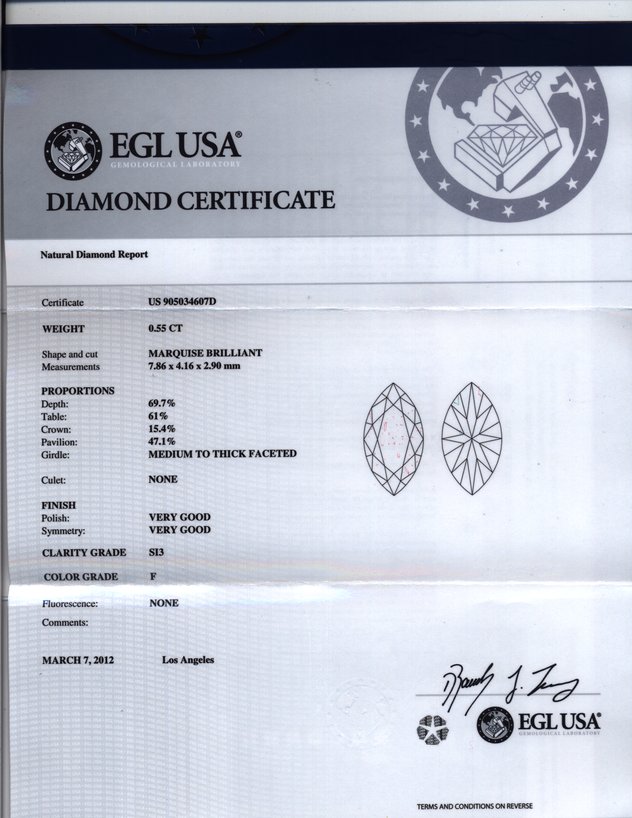 EGL USA®
GEMOLOGICAL LABORATORY
DIAMOND CERTIFICATE
Natural Diamond Report
Certificate US 905034607D
WEIGHT 0.55 CT
Shape and cut MARQUISE BRILLIANT
Measurements 7.86 x 4.16 x 2.90 mm
PROPORTIONS
Depth: 69.7%
Table: 61%
Crown: 15.4%
Pavilion: 47.1%
Girdle: MEDIUM TO THICK FACETED
Culet: NONE
FINISH
Polish: VERY GOOD
Symmetry: VERY GOOD
CLARITY GRADE SI3
COLOR GRADE F
Fluorescence: NONE
Comments:
MARCH 7, 2012 Los Angeles
EGL USA®
GEMOLOGICAL LABORATORY
TERMS AND CONDITIONS ON REVERSE